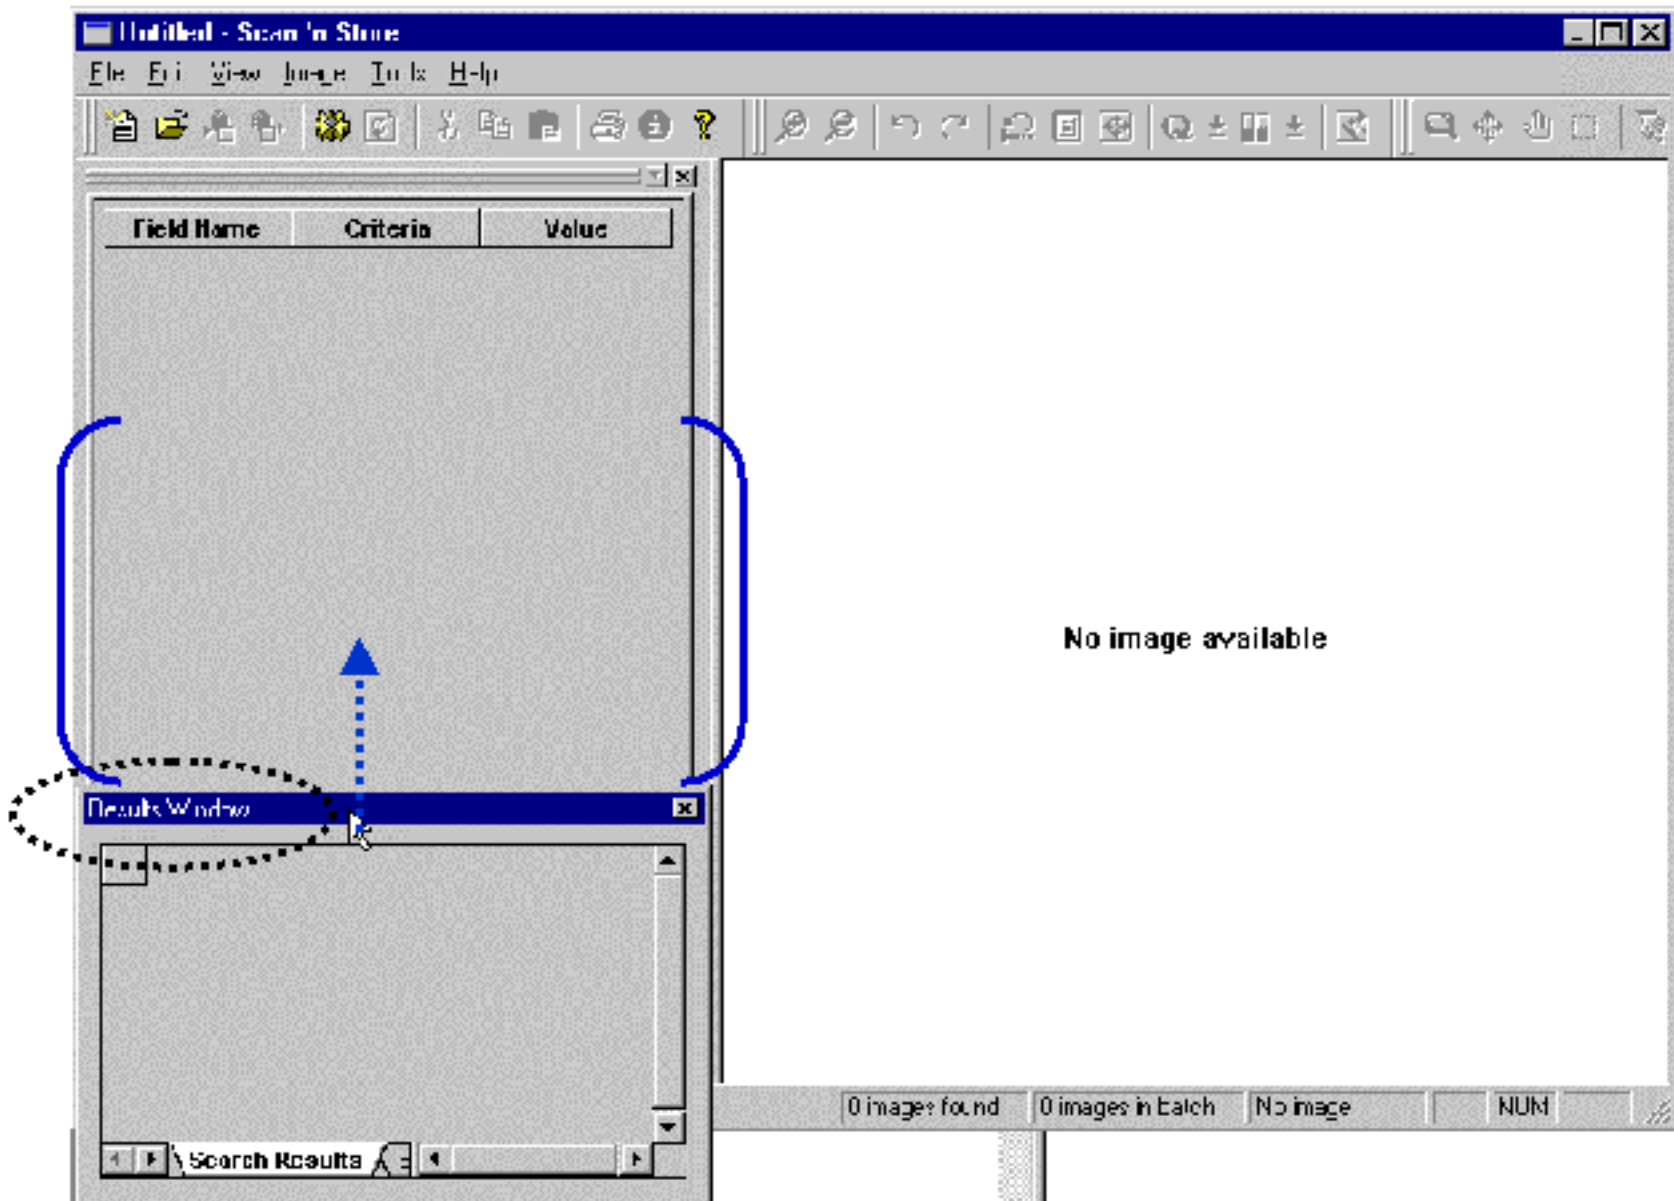 Untitled - Scan 'n Store
File Edit View Image Tools Help
Field Name Criteria Value
No image available
Results Window
0 images found 0 images in batch No image NUM
Search Results